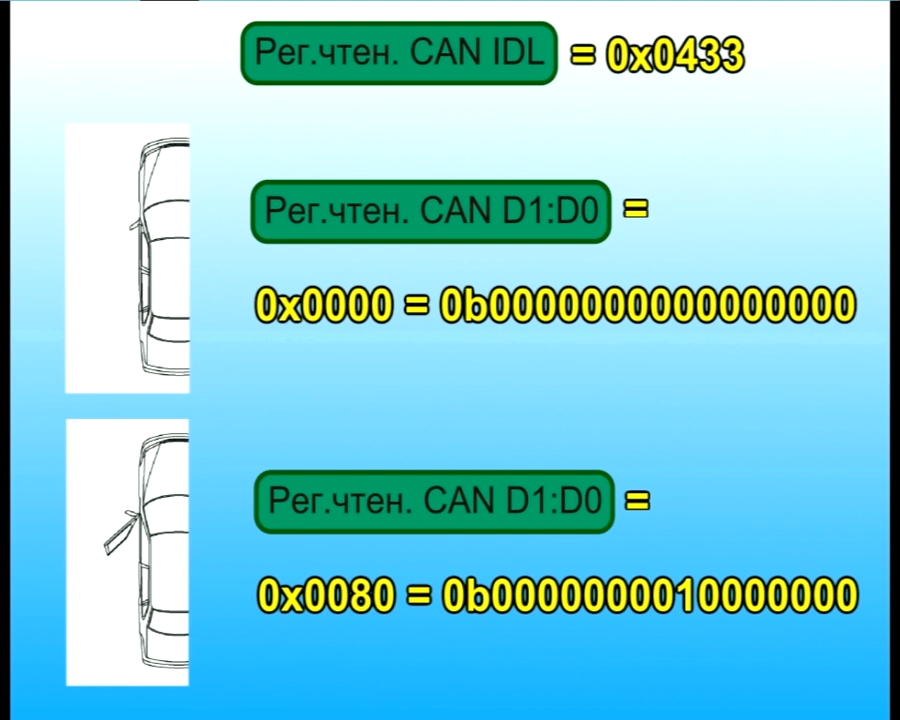 Рег.чтен. CAN IDL = 0x0433
Рег.чтен. CAN D1:D0 =
0x0000 = 0b0000000000000000
Рег.чтен. CAN D1:D0 =
0x0080 = 0b0000000010000000